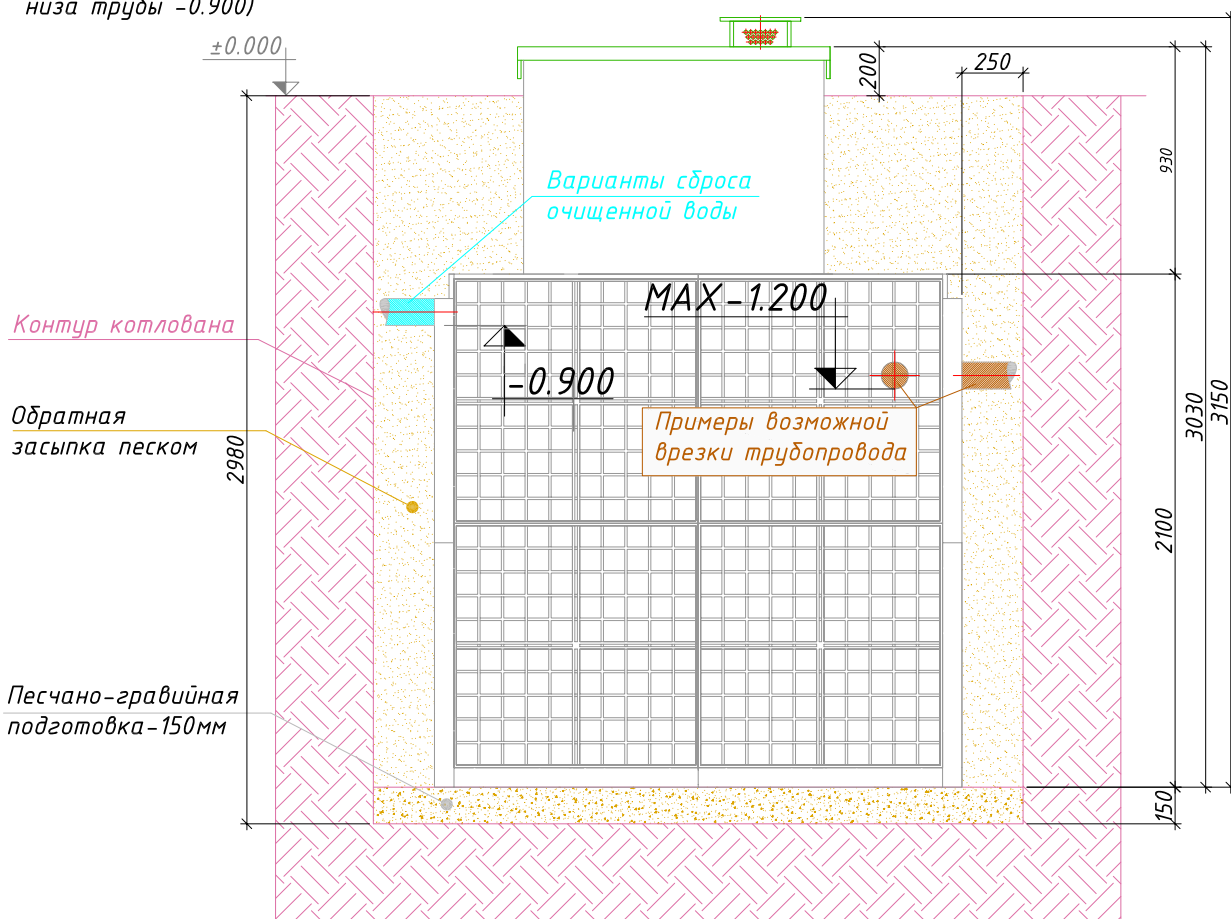 низа трубы -0.900)
±0.000
200
250
930
Варианты сброса
очищенной воды
MAX-1.200
Контур котлована
-0.900
3150
3030
Обратная
засыпка песком
Примеры возможной
врезки трубопровода
2980
2100
Песчано-гравийная
подготовка-150мм
150